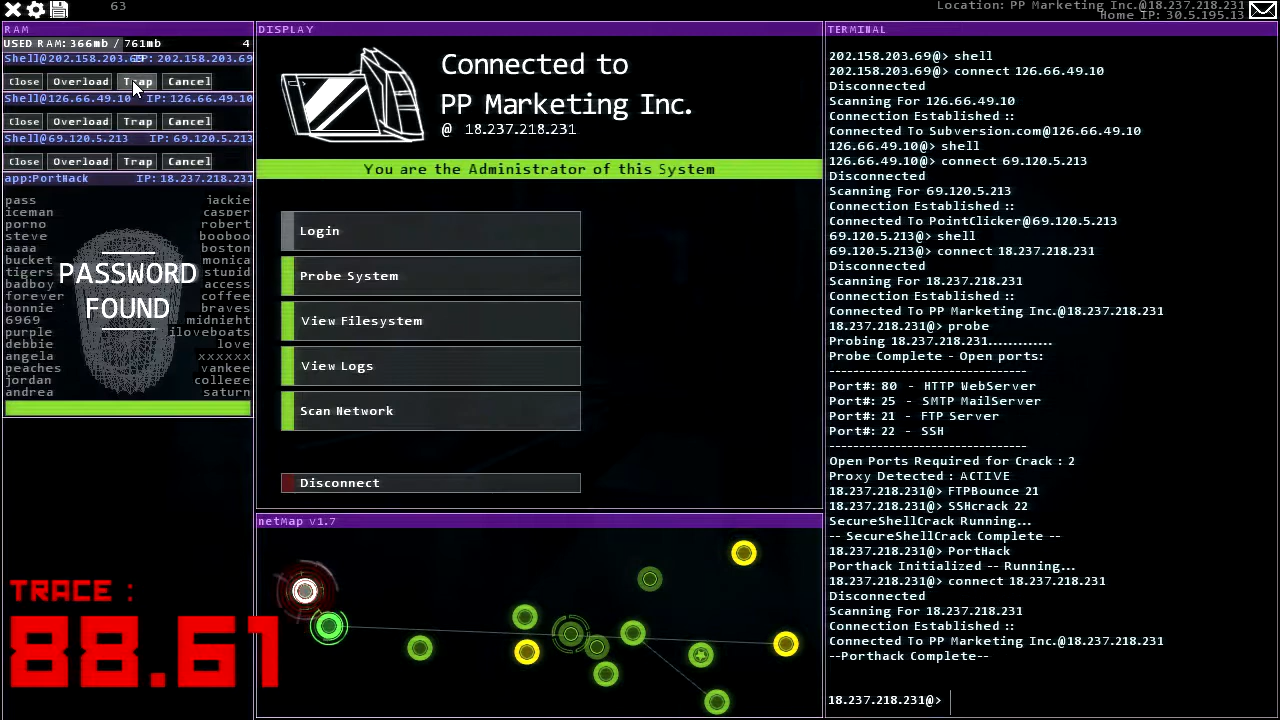 63
Location: PP Marketing Inc.@18.237.218.231
Home IP: 30.5.195.13
RAM
USED RAM: 366mb / 761mb 4
Shell@202.158.203.69 IP: 202.158.203.69
Close Overload Trap Cancel
Shell@126.66.49.10 IP: 126.66.49.10
Close Overload Trap Cancel
Shell@69.120.5.213 IP: 69.120.5.213
Close Overload Trap Cancel
app:PortHack IP: 18.237.218.231
pass jackie
iceman casper
porno robert
steve booboo
aaaa boston
bucket monica
tigers stupid
badboy access
forever coffee
bonnie braves
6969 midnight
purple iloveboats
debbie love
angela xxxxxx
peaches yankee
jordan college
andrea saturn
PASSWORD
FOUND
TRACE :
88.61
DISPLAY
Connected to
PP Marketing Inc.
@ 18.237.218.231
You are the Administrator of this System
Login
Probe System
View Filesystem
View Logs
Scan Network
Disconnect
netMap v1.7
TERMINAL
202.158.203.69@> shell
202.158.203.69@> connect 126.66.49.10
Disconnected
Scanning For 126.66.49.10
Connection Established ::
Connected To Subversion.com@126.66.49.10
126.66.49.10@> shell
126.66.49.10@> connect 69.120.5.213
Disconnected
Scanning For 69.120.5.213
Connection Established ::
Connected To PointClicker@69.120.5.213
69.120.5.213@> shell
69.120.5.213@> connect 18.237.218.231
Disconnected
Scanning For 18.237.218.231
Connection Established ::
Connected To PP Marketing Inc.@18.237.218.231
18.237.218.231@> probe
Probing 18.237.218.231.............
Probe Complete - Open ports:
---------------------------------
Port#: 80 - HTTP WebServer
Port#: 25 - SMTP MailServer
Port#: 21 - FTP Server
Port#: 22 - SSH
---------------------------------
Open Ports Required for Crack : 2
Proxy Detected : ACTIVE
18.237.218.231@> FTPBounce 21
18.237.218.231@> SSHcrack 22
SecureShellCrack Running...
-- SecureShellCrack Complete --
18.237.218.231@> PortHack
Porthack Initialized -- Running...
18.237.218.231@> connect 18.237.218.231
Disconnected
Scanning For 18.237.218.231
Connection Established ::
Connected To PP Marketing Inc.@18.237.218.231
--Porthack Complete--
18.237.218.231@>